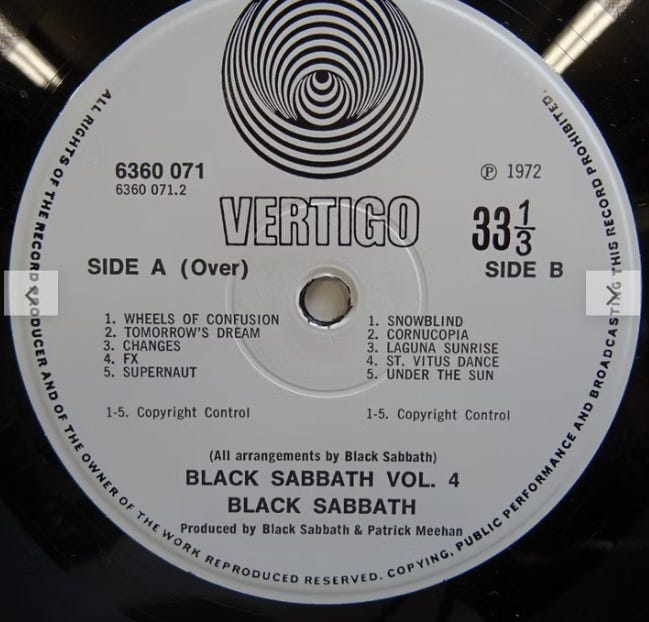 6360 071
6360 071.2
℗ 1972
VERTIGO
33 1/3
SIDE A (Over)
SIDE B
1. WHEELS OF CONFUSION
2. TOMORROW'S DREAM
3. CHANGES
4. FX
5. SUPERNAUT
1. SNOWBLIND
2. CORNUCOPIA
3. LAGUNA SUNRISE
4. ST. VITUS DANCE
5. UNDER THE SUN
1-5. Copyright Control
1-5. Copyright Control
(All arrangements by Black Sabbath)
BLACK SABBATH VOL. 4
BLACK SABBATH
Produced by Black Sabbath & Patrick Meehan
ALL RIGHTS OF THE RECORD PRODUCER AND OF THE OWNER OF THE WORK REPRODUCED RESERVED. COPYING, PUBLIC PERFORMANCE AND BROADCASTING THIS RECORD PROHIBITED.